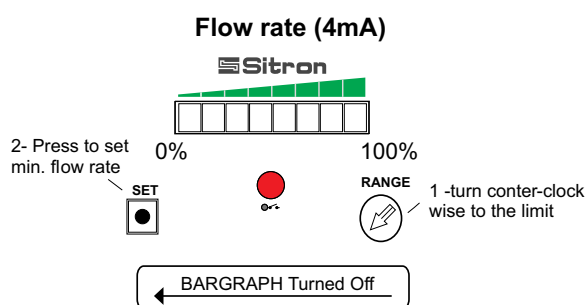 Flow rate (4mA)
Sitron
0%
100%
2- Press to set
min. flow rate
SET
RANGE
1 -turn conter-clock
wise to the limit
BARGRAPH Turned Off